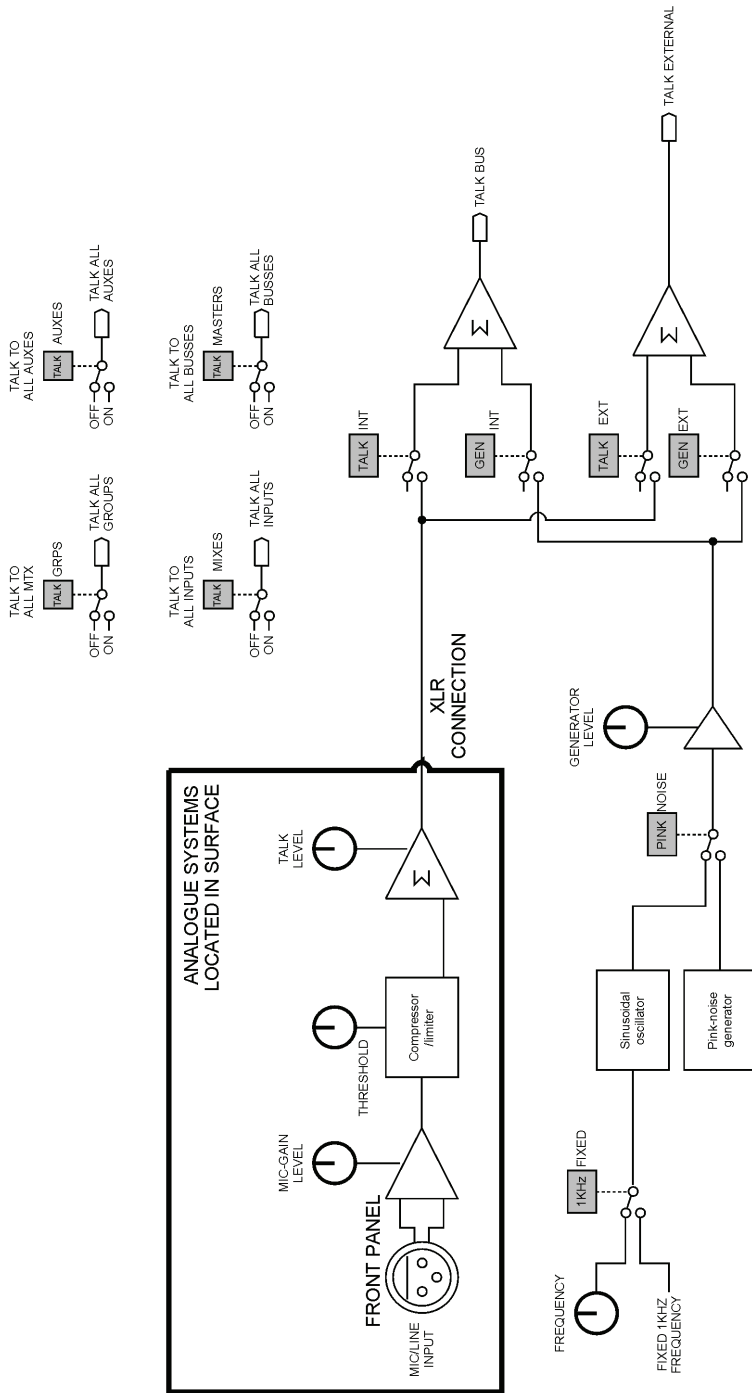 TALK TO
ALL MTX
TALK
GRPS
OFF
ON
TALK ALL
GROUPS
TALK TO
ALL AUXES
TALK
AUXES
OFF
ON
TALK ALL
AUXES
TALK TO
ALL INPUTS
TALK
MIXES
OFF
ON
TALK ALL
INPUTS
TALK TO
ALL BUSSES
TALK
MASTERS
OFF
ON
TALK ALL
BUSSES
ANALOGUE SYSTEMS
LOCATED IN SURFACE
MIC-GAIN
LEVEL
THRESHOLD
TALK
LEVEL
FRONT PANEL
MIC/LINE
INPUT
Compressor
/limiter
Σ
XLR
CONNECTION
TALK
INT
GEN
INT
Σ
TALK BUS
TALK
EXT
GEN
EXT
Σ
TALK EXTERNAL
FREQUENCY
FIXED 1KHZ
FREQUENCY
1KHz
FIXED
Sinusoidal
oscillator
Pink-noise
generator
PINK
NOISE
GENERATOR
LEVEL